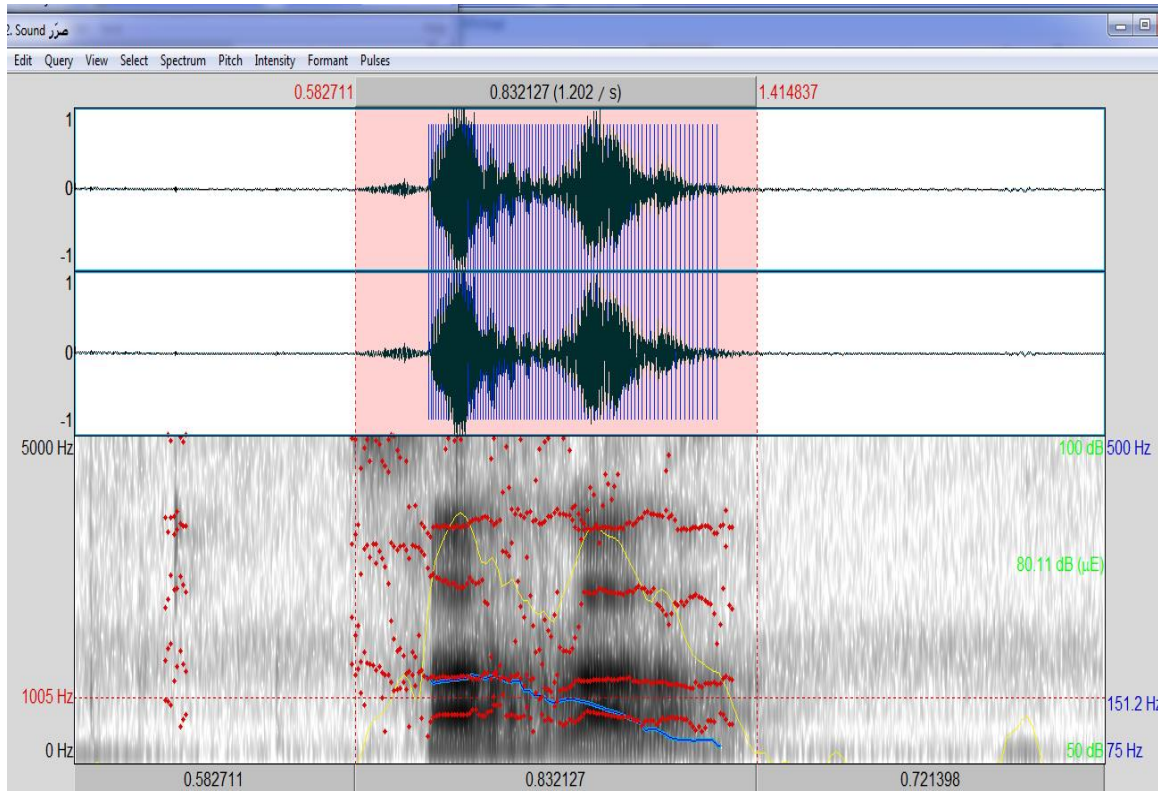 2. Sound صرّر
Edit Query View Select Spectrum Pitch Intensity Formant Pulses
0.582711 0.832127 (1.202 / s) 1.414837
1
0
-1
1
0
-1
5000 Hz 100 dB 500 Hz
80.11 dB (µE)
1005 Hz 151.2 Hz
0 Hz 50 dB 75 Hz
0.582711 0.832127 0.721398